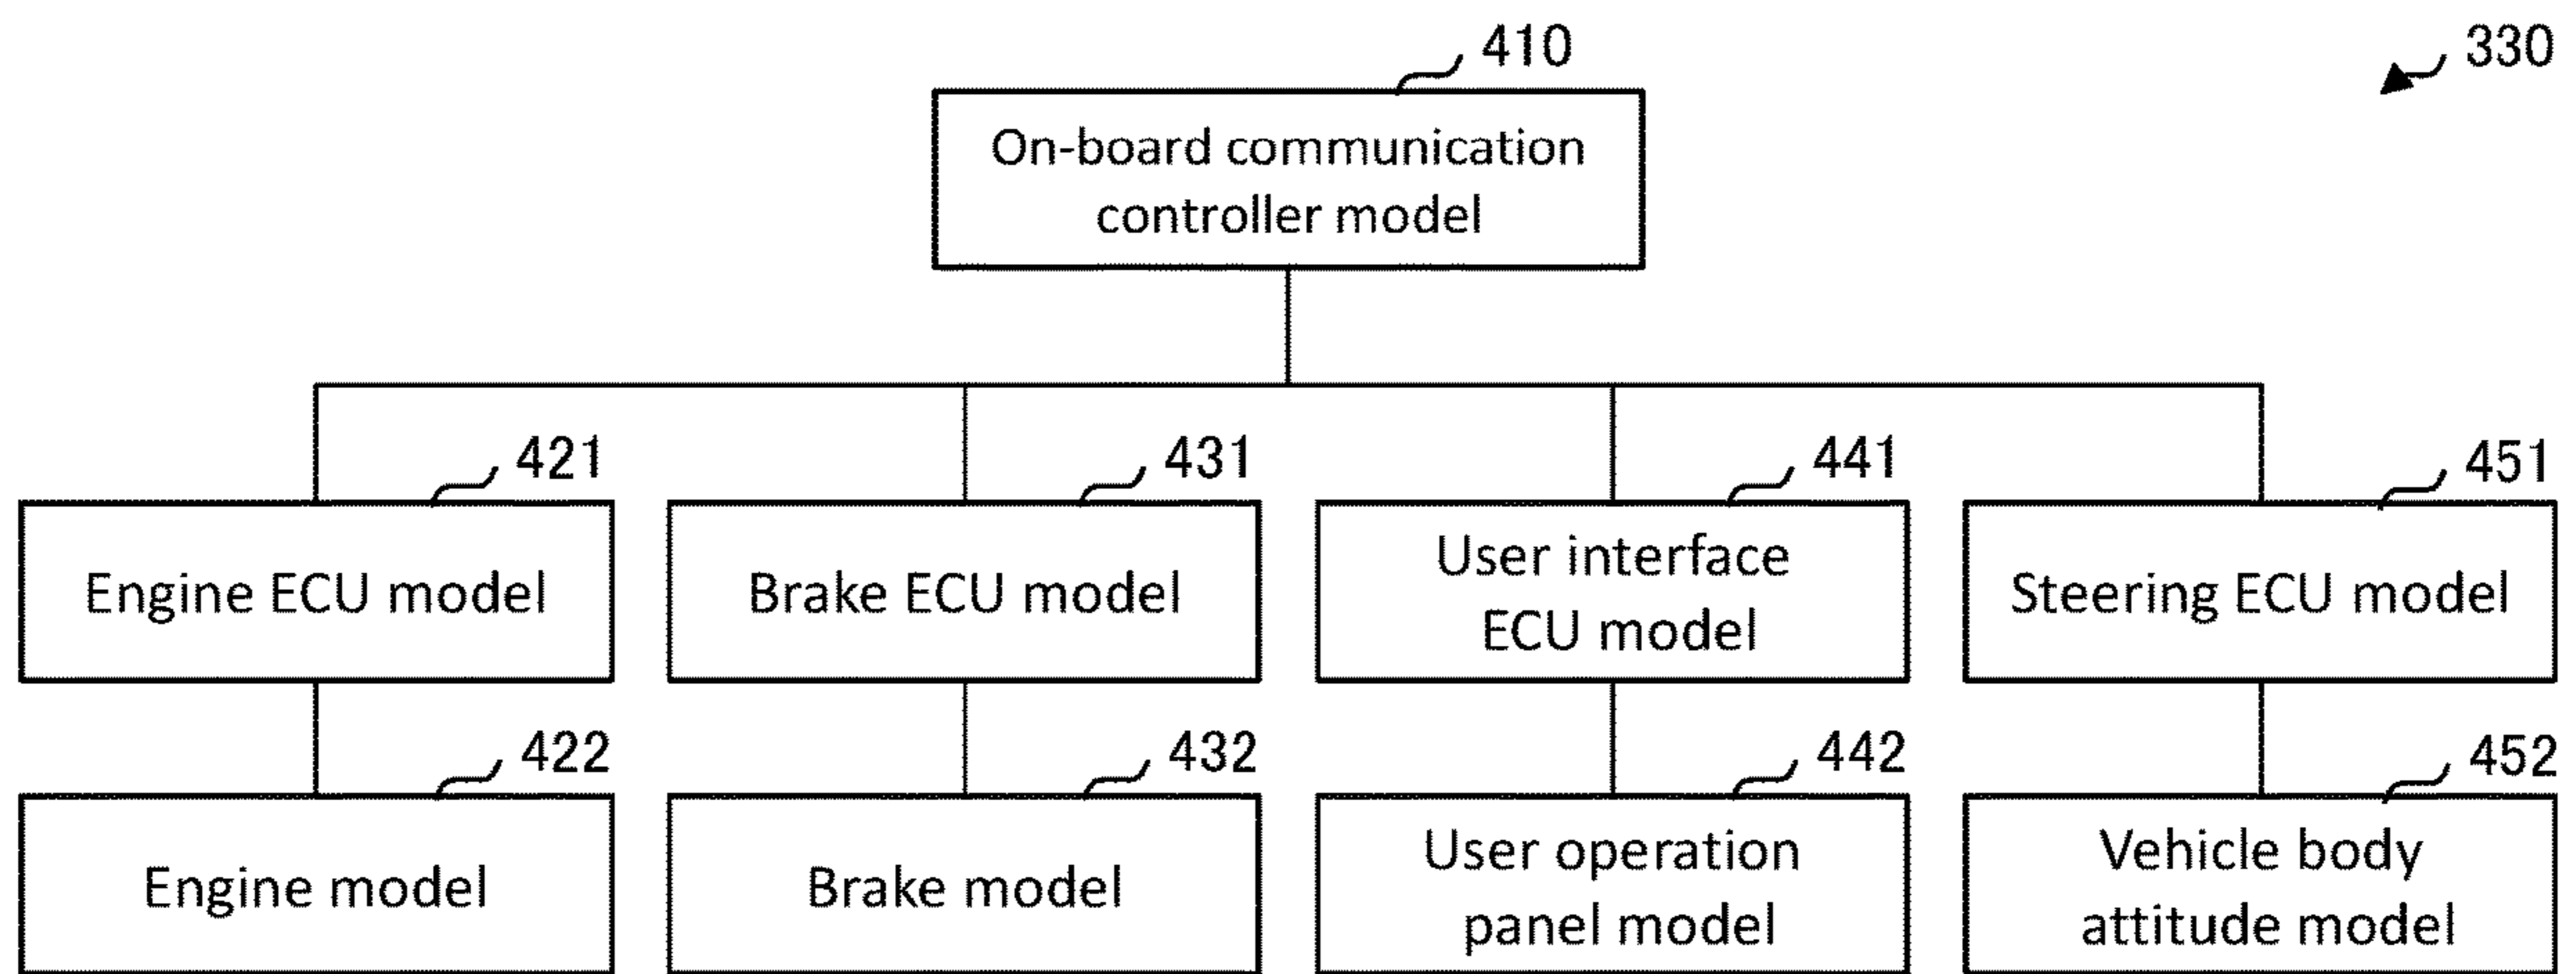 410
330
On-board communication
controller model
421
431
441
451
Engine ECU model
Brake ECU model
User interface
ECU model
Steering ECU model
422
432
442
452
Engine model
Brake model
User operation
panel model
Vehicle body
attitude model